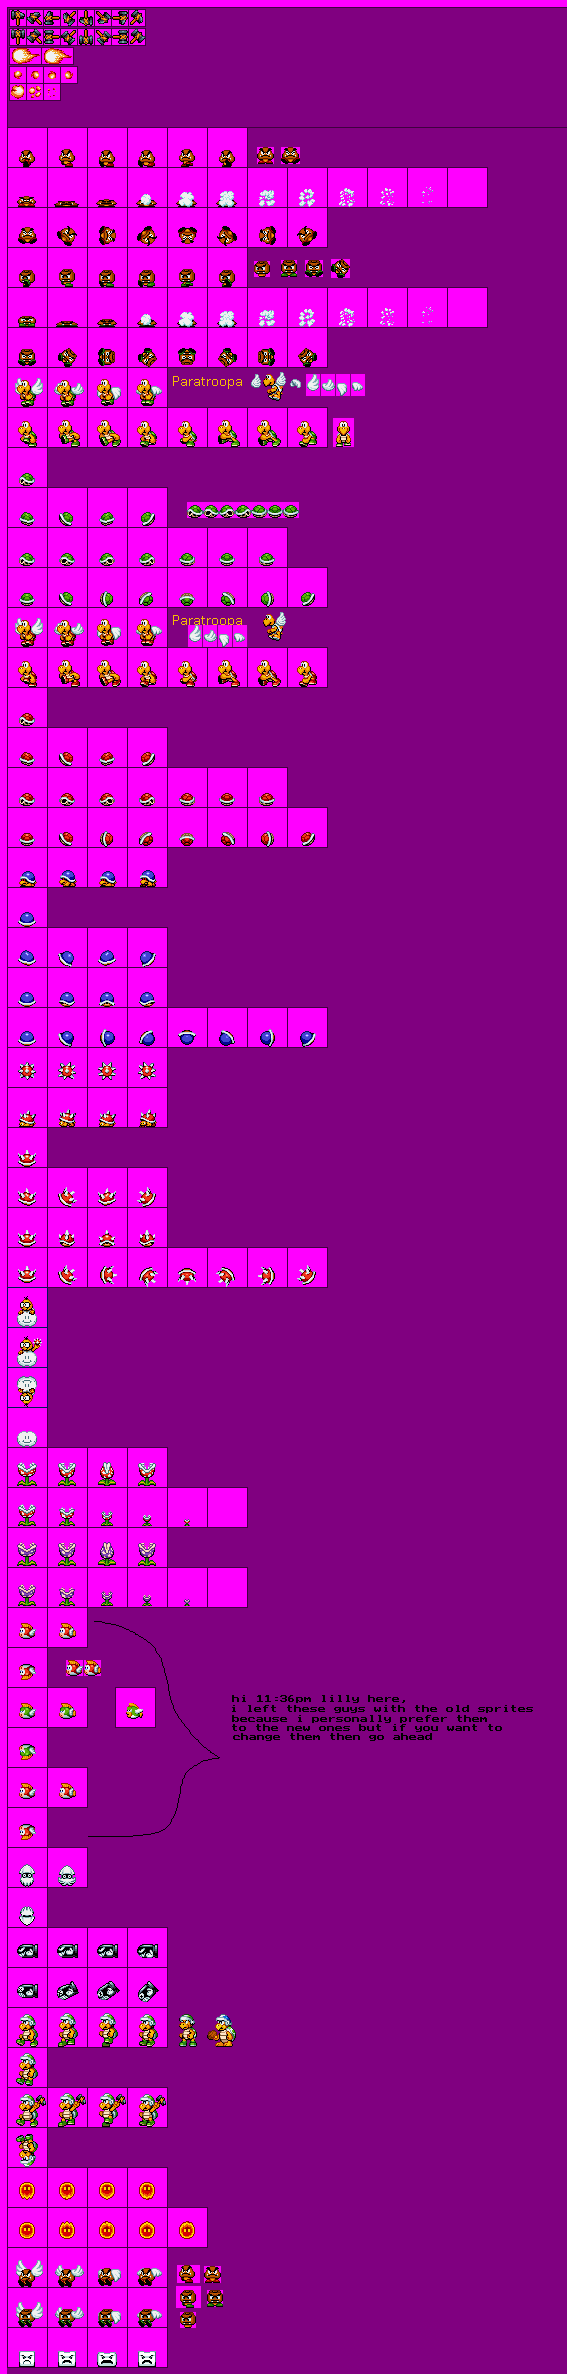 Paratroopa
Paratroopa
hi 11:36pm lilly here,
i left these guys with the old sprites
because i personally prefer them
to the new ones but if you want to
change them then go ahead